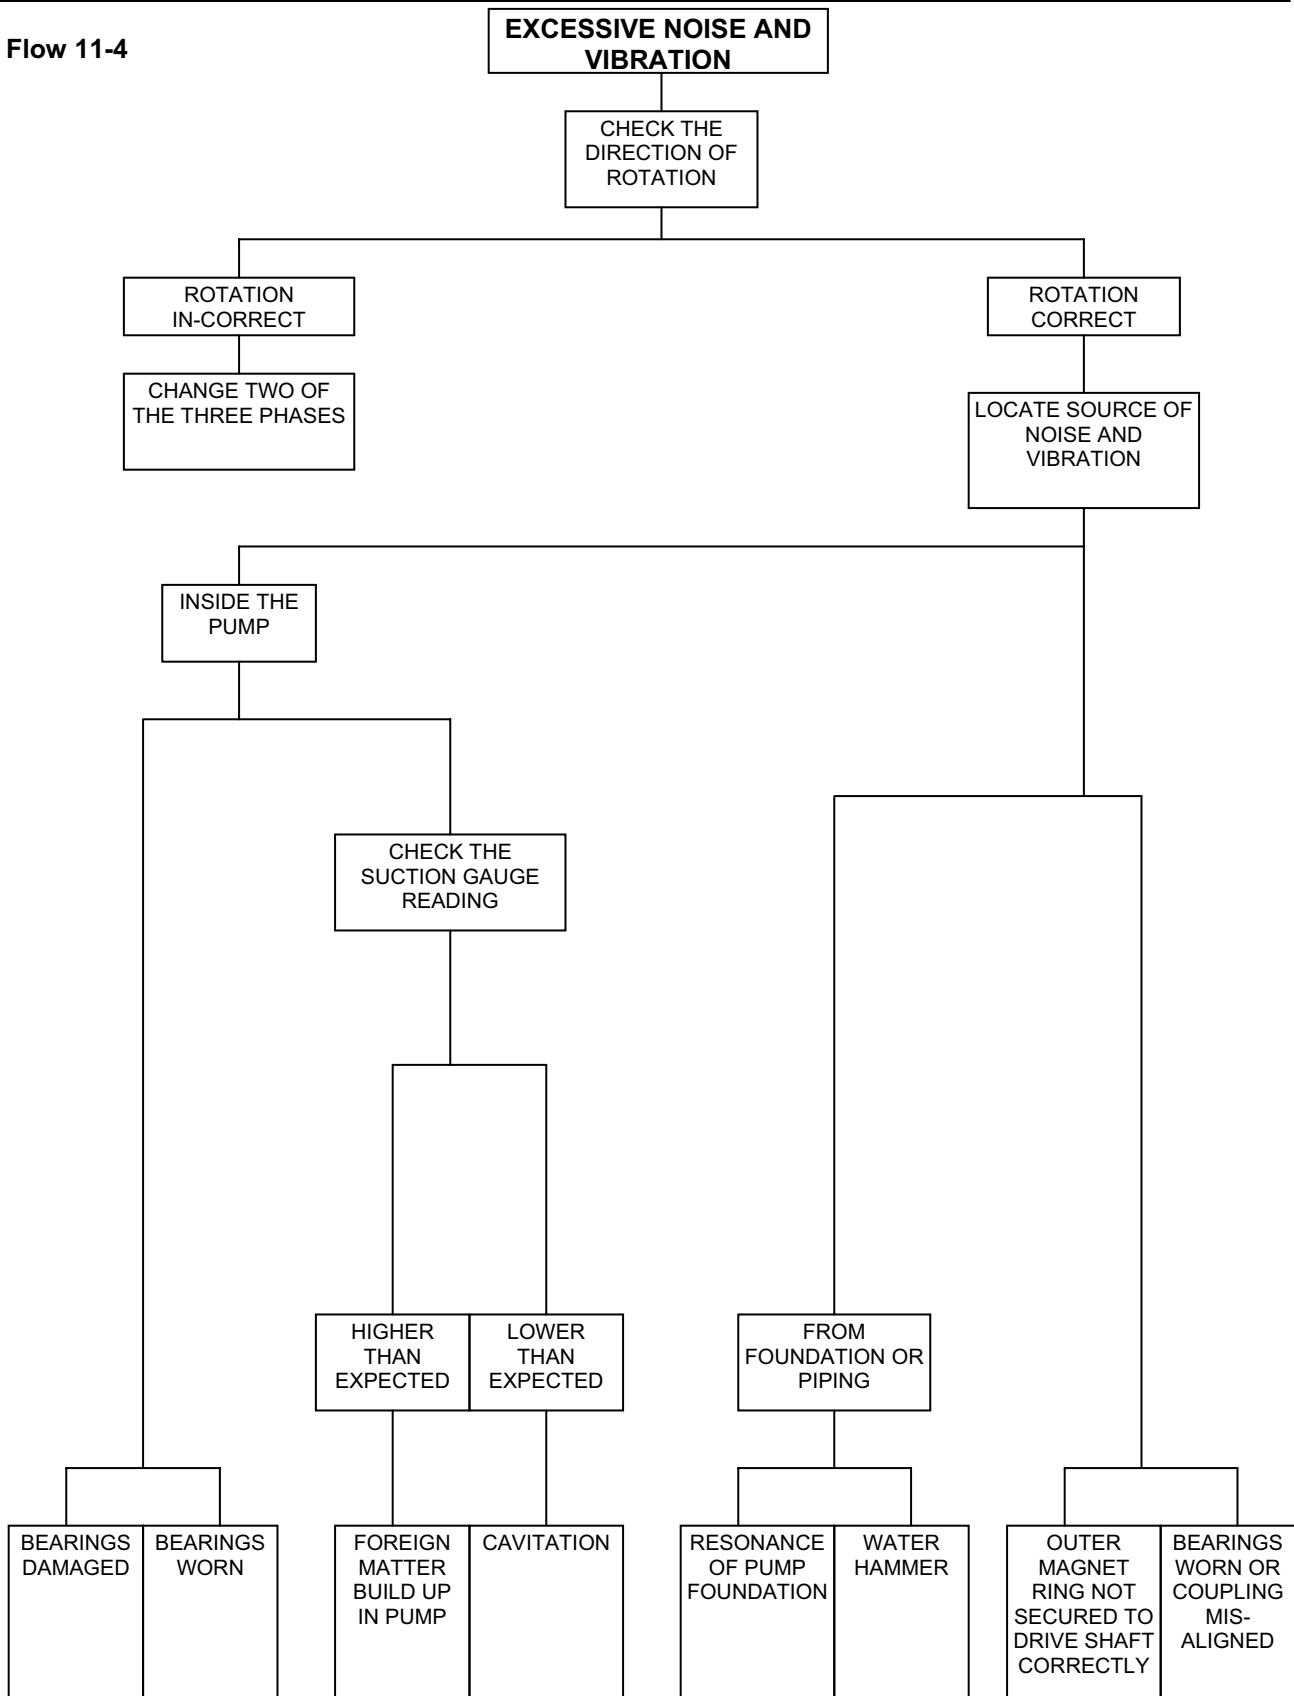 Flow 11-4
EXCESSIVE NOISE AND
VIBRATION
CHECK THE
DIRECTION OF
ROTATION
ROTATION
IN-CORRECT
ROTATION
CORRECT
CHANGE TWO OF
THE THREE PHASES
LOCATE SOURCE OF
NOISE AND
VIBRATION
INSIDE THE
PUMP
CHECK THE
SUCTION GAUGE
READING
HIGHER
THAN
EXPECTED
LOWER
THAN
EXPECTED
FROM
FOUNDATION OR
PIPING
BEARINGS
DAMAGED
BEARINGS
WORN
FOREIGN
MATTER
BUILD UP
IN PUMP
CAVITATION
RESONANCE
OF PUMP
FOUNDATION
WATER
HAMMER
OUTER
MAGNET
RING NOT
SECURED TO
DRIVE SHAFT
CORRECTLY
BEARINGS
WORN OR
COUPLING
MIS-
ALIGNED